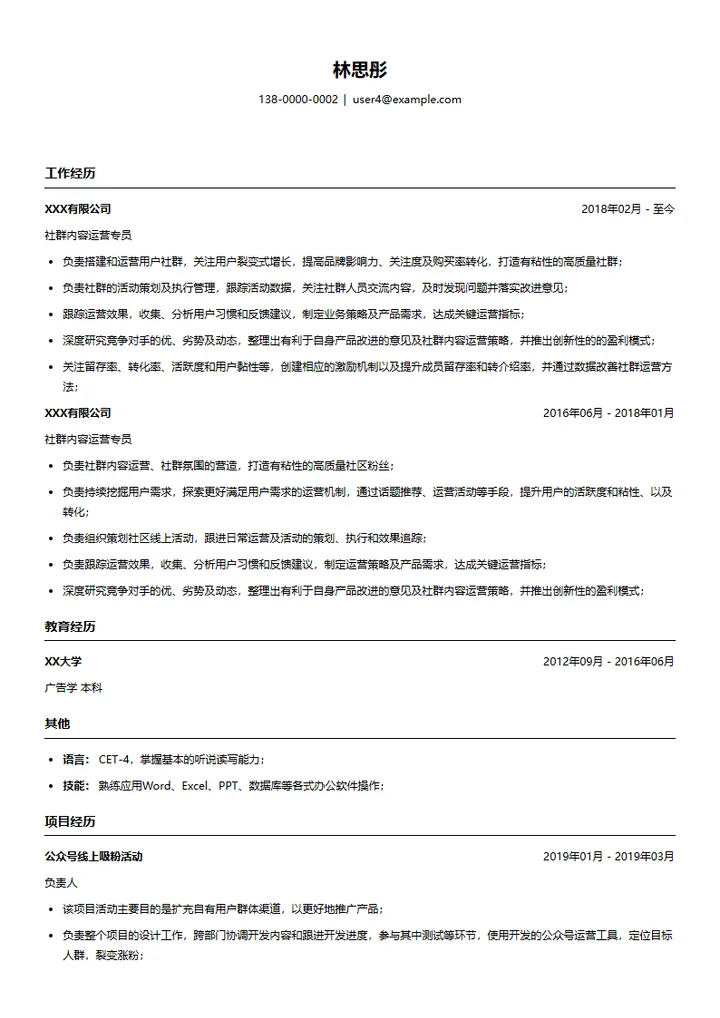 林思彤
138-0000-0002 | user4@example.com
工作经历
XXX有限公司 2018年02月 - 至今
社群内容运营专员
• 负责搭建和运营用户社群，关注用户裂变式增长，提高品牌影响力、关注度及购买率转化，打造有粘性的高质量社群；
• 负责社群的活动策划及执行管理，跟踪活动数据，关注社群人员交流内容，及时发现问题并落实改进意见；
• 跟踪运营效果，收集、分析用户习惯和反馈建议，制定业务策略及产品需求，达成关键运营指标；
• 深度研究竞争对手的优、劣势及动态，整理出有利于自身产品改进的意见及社群内容运营策略，并推出创新性的的盈利模式；
• 关注留存率、转化率、活跃度和用户黏性等，创建相应的激励机制以及提升成员留存率和转介绍率，并通过数据改善社群运营方
法；
XXX有限公司 2016年06月 - 2018年01月
社群内容运营专员
• 负责社群内容运营、社群氛围的营造，打造有粘性的高质量社区粉丝；
• 负责持续挖掘用户需求，探索更好满足用户需求的运营机制，通过话题推荐、运营活动等手段，提升用户的活跃度和粘性、以及
转化；
• 负责组织策划社区线上活动，跟进日常运营及活动的策划、执行和效果追踪；
• 负责跟踪运营效果，收集、分析用户习惯和反馈建议，制定运营策略及产品需求，达成关键运营指标；
• 深度研究竞争对手的优、劣势及动态，整理出有利于自身产品改进的意见及社群内容运营策略，并推出创新性的盈利模式；
教育经历
XX大学 2012年09月 - 2016年06月
广告学 本科
其他
• 语言： CET-4，掌握基本的听说读写能力；
• 技能： 熟练应用Word、Excel、PPT、数据库等各式办公软件操作；
项目经历
公众号线上吸粉活动 2019年01月 - 2019年03月
负责人
• 该项目活动主要目的是扩充自有用户群体渠道，以更好地推广产品；
• 负责整个项目的设计工作，跨部门协调开发内容和跟进开发进度，参与其中测试等环节，使用开发的公众号运营工具，定位目标
人群，裂变涨粉；